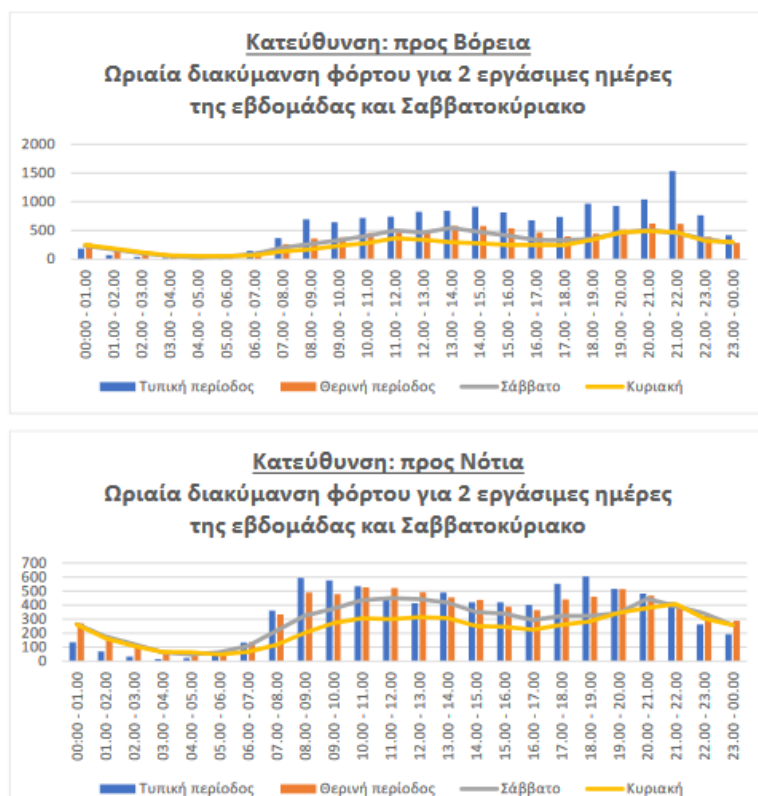 Κατεύθυνση: προς Βόρεια
Ωριαία διακύμανση φόρτου για 2 εργάσιμες ημέρες
της εβδομάδας και Σαββατοκύριακο
2000
1500
1000
500
0
00:00 - 01.00
01.00 - 02.00
02.00 - 03.00
03.00 - 04.00
04.00 - 05.00
05.00 - 06.00
06.00 - 07.00
07.00 - 08.00
08.00 - 09.00
09.00 - 10.00
10.00 - 11.00
11.00 - 12.00
12.00 - 13.00
13.00 - 14.00
14.00 - 15.00
15.00 - 16.00
16.00 - 17.00
17.00 - 18.00
18.00 - 19.00
19.00 - 20.00
20.00 - 21.00
21.00 - 22.00
22.00 - 23.00
23.00 - 00.00
Τυπική περίοδος Θερινή περίοδος Σάββατο Κυριακή
Κατεύθυνση: προς Νότια
Ωριαία διακύμανση φόρτου για 2 εργάσιμες ημέρες
της εβδομάδας και Σαββατοκύριακο
700
600
500
400
300
200
100
0
00:00 - 01.00
01.00 - 02.00
02.00 - 03.00
03.00 - 04.00
04.00 - 05.00
05.00 - 06.00
06.00 - 07.00
07.00 - 08.00
08.00 - 09.00
09.00 - 10.00
10.00 - 11.00
11.00 - 12.00
12.00 - 13.00
13.00 - 14.00
14.00 - 15.00
15.00 - 16.00
16.00 - 17.00
17.00 - 18.00
18.00 - 19.00
19.00 - 20.00
20.00 - 21.00
21.00 - 22.00
22.00 - 23.00
23.00 - 00.00
Τυπική περίοδος Θερινή περίοδος Σάββατο Κυριακή